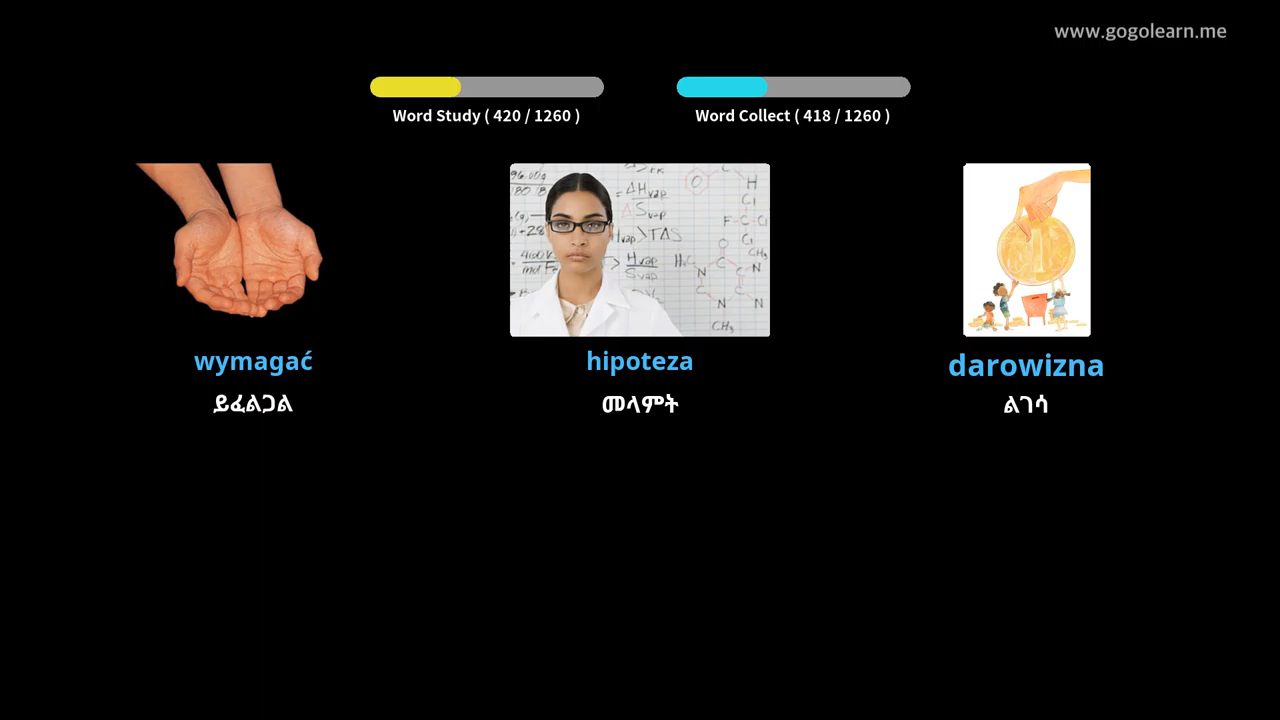 www.gogolearn.me
Word Study ( 420 / 1260 )
Word Collect ( 418 / 1260 )
wymagać
hipoteza
darowizna
ይፈልጋል
መላምት
ልገሳ